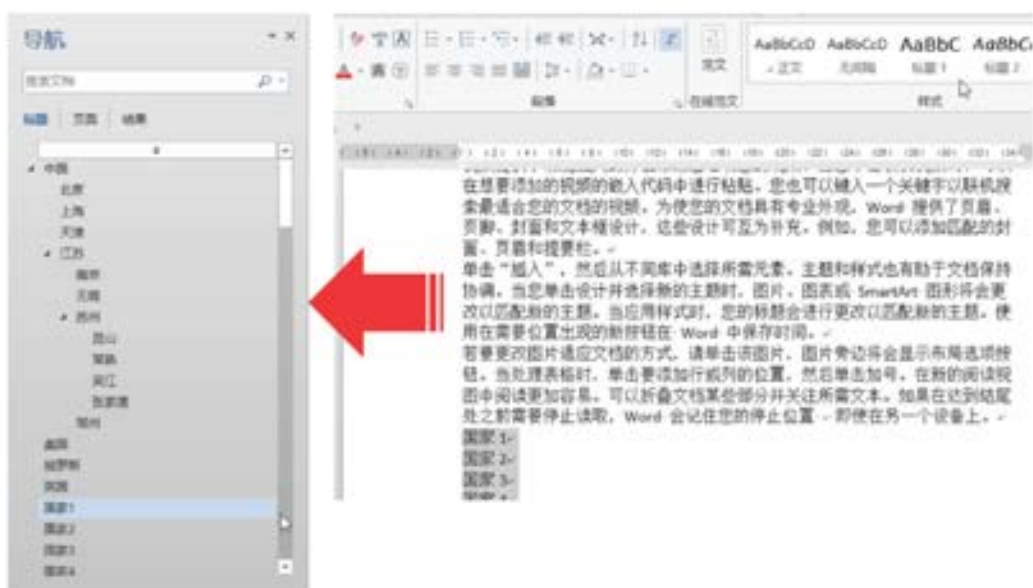 导航
搜索文档
标题 页面 结果
中国
北京
上海
天津
江苏
南京
无锡
苏州
昆山
常熟
吴江
张家港
常州
美国
俄罗斯
英国
国家1
国家2
国家3
国家4
AaBbCcD AaBbCcD AaBbC AaBbC
正文 无间隔 标题 1 标题 2
段落 样式
在想要添加的视频的嵌入代码中进行粘贴。您也可以键入一个关键字以联机搜
索最适合您的文档的视频。为使您的文档具有专业外观，Word 提供了页眉、
页脚、封面和文本框设计，这些设计可互为补充。例如，您可以添加匹配的封
面、页眉和提要栏。
单击“插入”，然后从不同库中选择所需元素。主题和样式也有助于文档保持
协调。当您单击设计并选择新的主题时，图片、图表或 SmartArt 图形将会更
改以匹配新的主题。当应用样式时，您的标题会进行更改以匹配新的主题。使
用在需要位置出现的新按钮在 Word 中保存时间。
若要更改图片适应文档的方式，请单击该图片，图片旁边将会显示布局选项按
钮。当处理表格时，单击要添加行或列的位置，然后单击加号。在新的阅读视
图中阅读更加容易。可以折叠文档某些部分并关注所需文本。如果在达到结尾
处之前需要停止读取，Word 会记住您的停止位置 - 即使在另一个设备上。
国家 1
国家 2
国家 3
国家 4